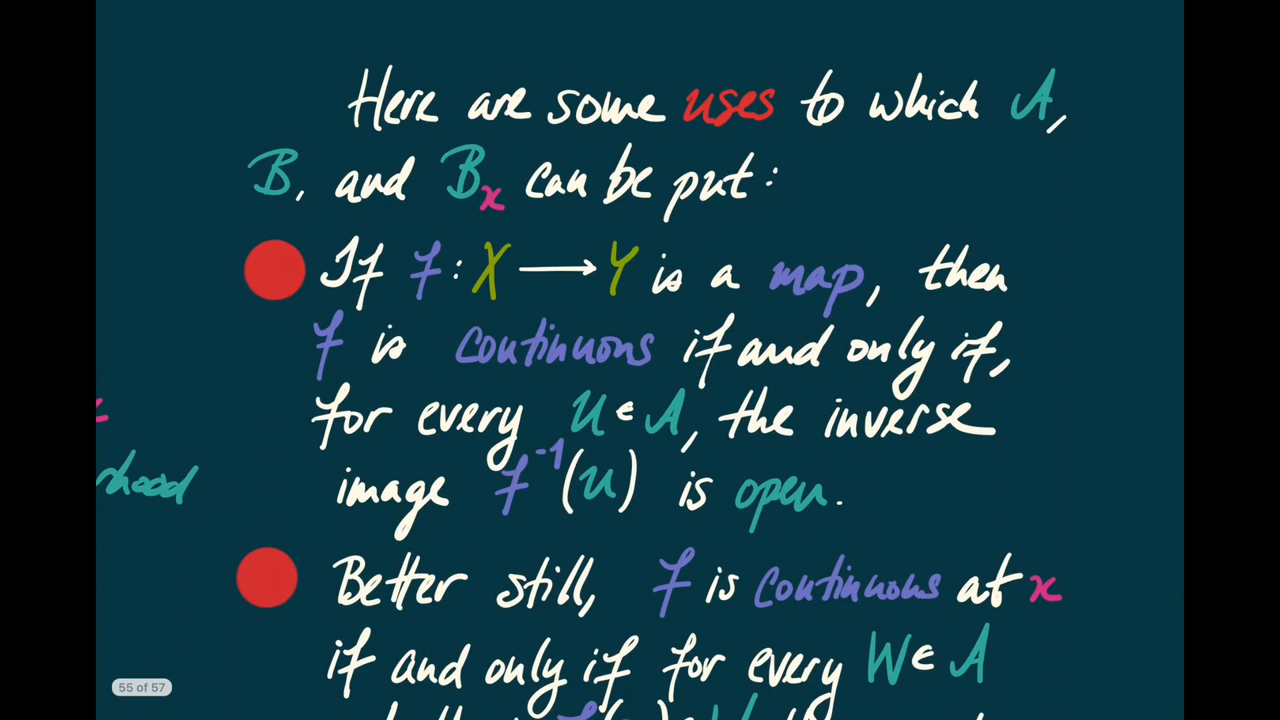 Here are some uses to which A,
B, and Bx can be put:
If f: X → Y is a map, then
f is continuous if and only if,
for every U ∈ A, the inverse
image f⁻¹(U) is open.
rhood
Better still, f is continuous at x
if and only if for every W ∈ A
55 of 57